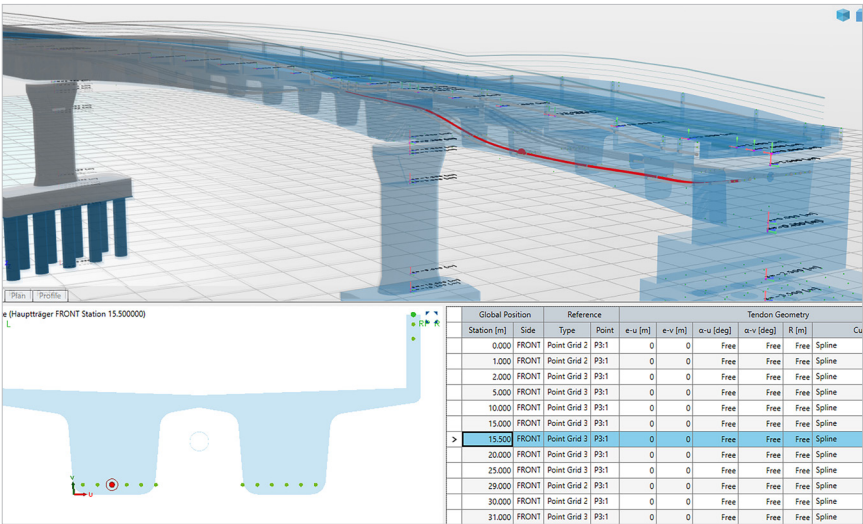 Plan Profile
e (Hauptträger FRONT Station 15.500000)
L
R R
v
u
Global Position Reference Tendon Geometry
Station [m] Side Type Point e-u [m] e-v [m] α-u [deg] α-v [deg] R [m] Cu
0.000 FRONT Point Grid 2 P3:1 0 0 Free Free Free Spline
1.000 FRONT Point Grid 2 P3:1 0 0 Free Free Free Spline
2.000 FRONT Point Grid 3 P3:1 0 0 Free Free Free Spline
5.000 FRONT Point Grid 3 P3:1 0 0 Free Free Free Spline
10.000 FRONT Point Grid 3 P3:1 0 0 Free Free Free Spline
15.000 FRONT Point Grid 3 P3:1 0 0 Free Free Free Spline
> 15.500 FRONT Point Grid 3 P3:1 0 0 Free Free Free Spline
20.000 FRONT Point Grid 3 P3:1 0 0 Free Free Free Spline
25.000 FRONT Point Grid 3 P3:1 0 0 Free Free Free Spline
29.000 FRONT Point Grid 2 P3:1 0 0 Free Free Free Spline
30.000 FRONT Point Grid 2 P3:1 0 0 Free Free Free Spline
31.000 FRONT Point Grid 3 P3:1 0 0 Free Free Free Spline